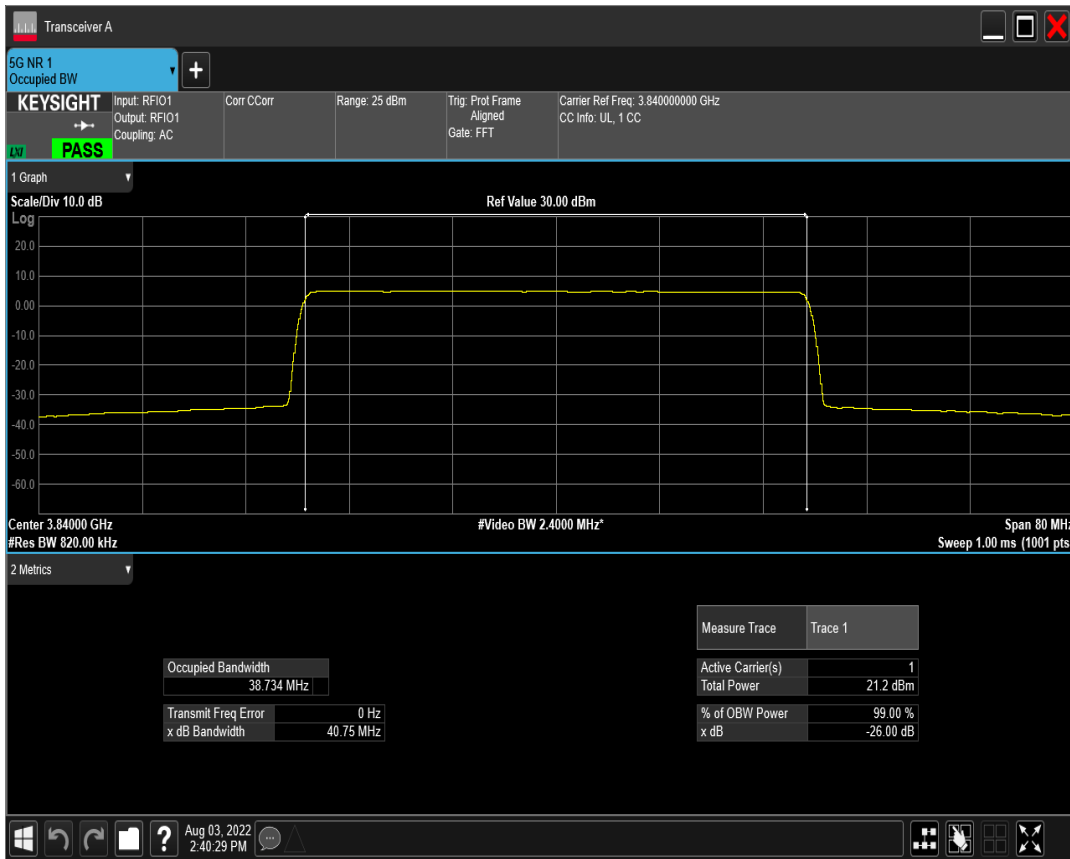 Transceiver A
5G NR 1
Occupied BW
KEYSIGHT
LXI
PASS
Input: RFIO1
Output: RFIO1
Coupling: AC
Corr CCorr
Range: 25 dBm
Trig: Prot Frame
Aligned
Gate: FFT
Carrier Ref Freq: 3.840000000 GHz
CC Info: UL, 1 CC
1 Graph
Scale/Div 10.0 dB
Ref Value 30.00 dBm
Log
20.0
10.0
0.00
-10.0
-20.0
-30.0
-40.0
-50.0
-60.0
Center 3.84000 GHz
#Video BW 2.4000 MHz*
Span 80 MHz
#Res BW 820.00 kHz
Sweep 1.00 ms (1001 pts
2 Metrics
Measure Trace Trace 1
Occupied Bandwidth
38.734 MHz
Active Carrier(s) 1
Total Power 21.2 dBm
Transmit Freq Error 0 Hz
x dB Bandwidth 40.75 MHz
% of OBW Power 99.00 %
x dB -26.00 dB
?
Aug 03, 2022
2:40:29 PM